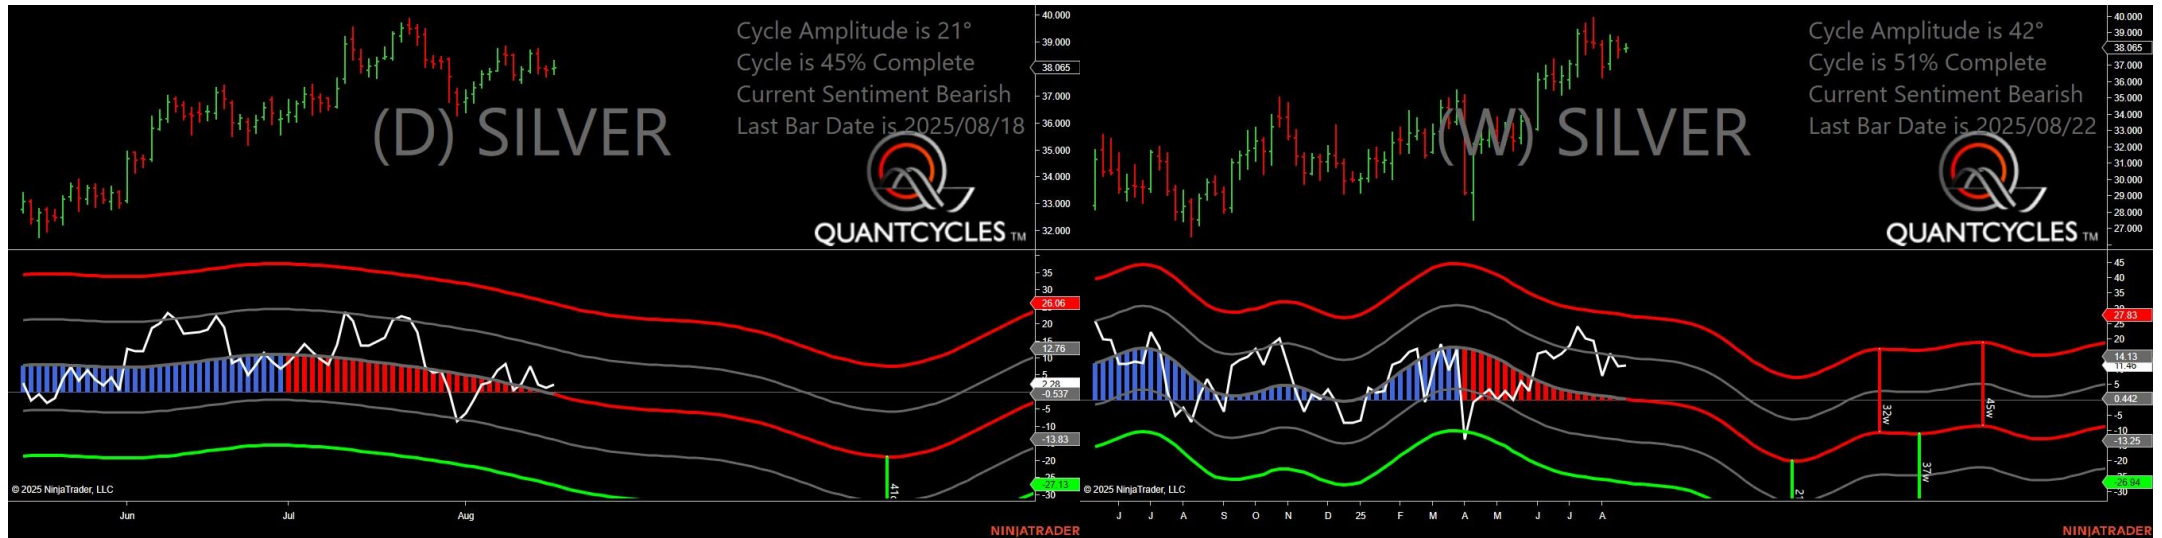 Cycle Amplitude is 21°
Cycle is 45% Complete
Current Sentiment Bearish
Last Bar Date is 2025/08/18
(D) SILVER
QUANTCYCLES TM
40.000
39.000
38.065
37.000
36.000
35.000
34.000
33.000
32.000
35
30
26.06
20
15
12.76
10
5
2.28
-0.537
-5
-10
-13.83
-20
-27.13
-30
© 2025 NinjaTrader, LLC
Jun Jul Aug
NINJATRADER
Cycle Amplitude is 42°
Cycle is 51% Complete
Current Sentiment Bearish
Last Bar Date is 2025/08/22
(W) SILVER
QUANTCYCLES TM
40.000
39.000
38.065
37.000
36.000
35.000
34.000
33.000
32.000
31.000
30.000
29.000
28.000
27.000
45
40
35
27.83
25
20
14.13
11.46
5
0.442
-5
-10
-13.25
-20
-26.94
-30
32w
45w
37w
21
© 2025 NinjaTrader, LLC
J J A S O N D 25 F M A M J J A
NINJATRADER